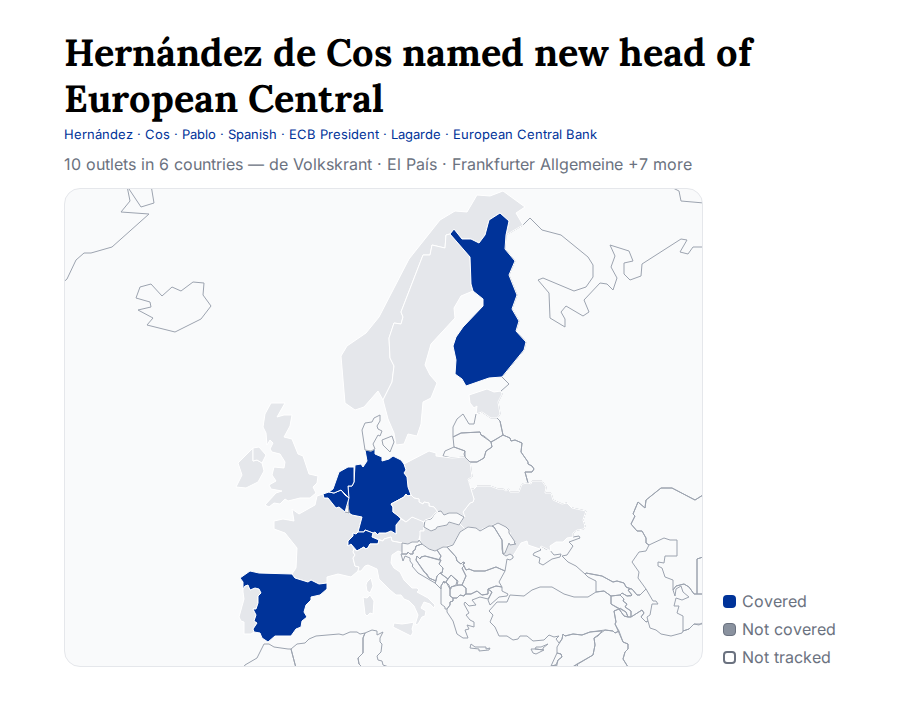 Hernández de Cos named new head of
European Central
Hernández · Cos · Pablo · Spanish · ECB President · Lagarde · European Central Bank
10 outlets in 6 countries — de Volkskrant · El País · Frankfurter Allgemeine +7 more
Covered
Not covered
Not tracked